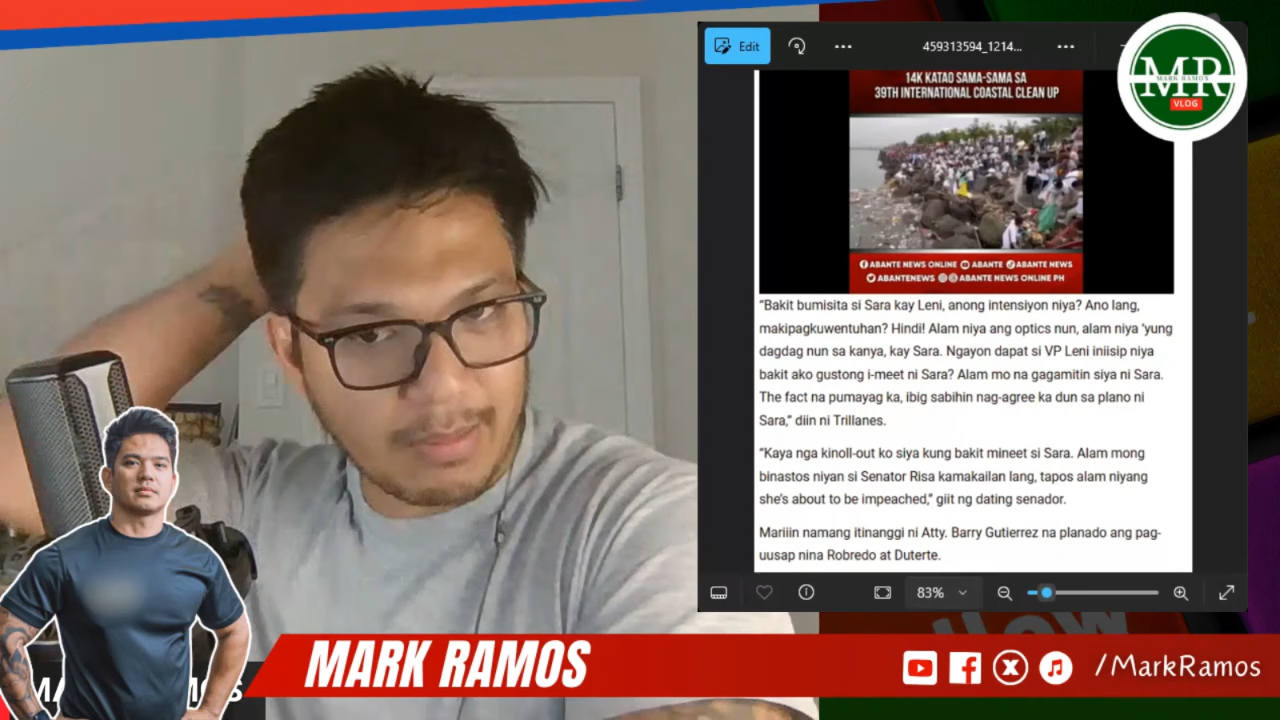 Edit
459313594_1214...
14K KATAO SAMA-SAMA SA
39TH INTERNATIONAL COASTAL CLEAN UP
MR
MARK RAMOS
VLOG
ABANTE NEWS ONLINE ABANTE ABANTE NEWS
ABANTENEWS ABANTE NEWS ONLINE PH
“Bakit bumisita si Sara kay Leni, anong intensiyon niya? Ano lang,
makipagkuwentuhan? Hindi! Alam niya ang optics nun, alam niya ‘yung
dagdag nun sa kanya, kay Sara. Ngayon dapat si VP Leni iniisip niya
bakit ako gustong i-meet ni Sara? Alam mo na gagamitin siya ni Sara.
The fact na pumayag ka, ibig sabihin nag-agree ka dun sa plano ni
Sara,” diin ni Trillanes.
“Kaya nga kinoll-out ko siya kung bakit mineet si Sara. Alam mong
binastos niyan si Senator Risa kamakailan lang, tapos alam niyang
she’s about to be impeached,” giit ng dating senador.
Mariiin namang itinanggi ni Atty. Barry Gutierrez na planado ang pag-
uusap nina Robredo at Duterte.
83%
MARK RAMOS
/MarkRamos